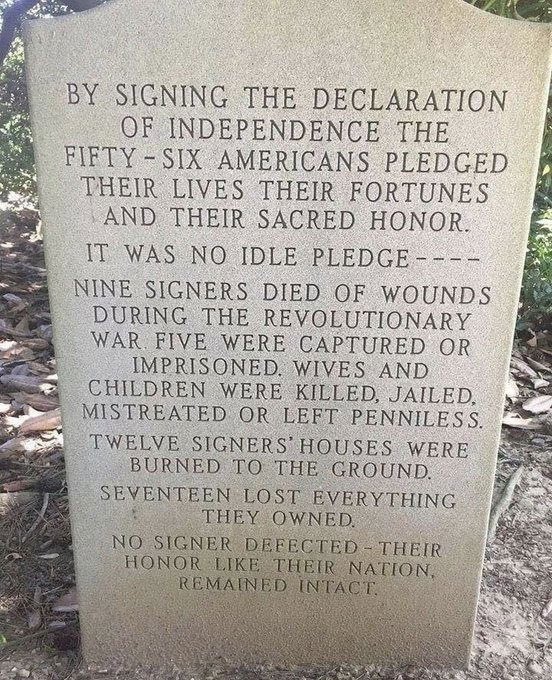 BY SIGNING THE DECLARATION
OF INDEPENDENCE THE
FIFTY-SIX AMERICANS PLEDGED
THEIR LIVES THEIR FORTUNES
AND THEIR SACRED HONOR.
IT WAS NO IDLE PLEDGE----
NINE SIGNERS DIED OF WOUNDS
DURING THE REVOLUTIONARY
WAR. FIVE WERE CAPTURED OR
IMPRISONED. WIVES AND
CHILDREN WERE KILLED, JAILED,
MISTREATED OR LEFT PENNILESS.
TWELVE SIGNERS' HOUSES WERE
BURNED TO THE GROUND.
SEVENTEEN LOST EVERYTHING
THEY OWNED.
NO SIGNER DEFECTED-THEIR
HONOR LIKE THEIR NATION,
REMAINED INTACT.